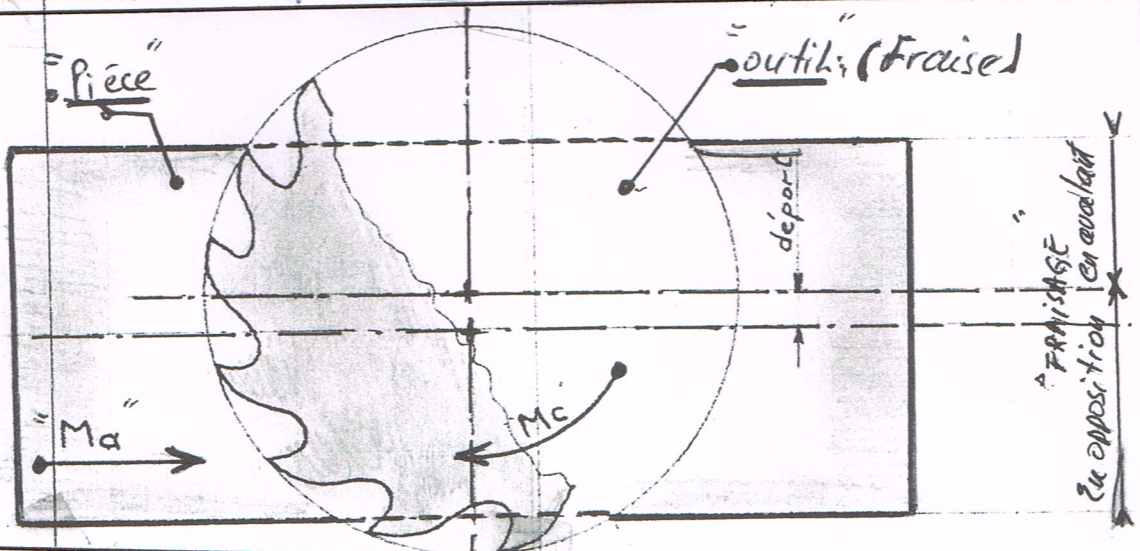 "Pièce"
"outil" (Fraise)
déport
"Ma"
Mc
"FRAISAGE"
En opposition en avalant